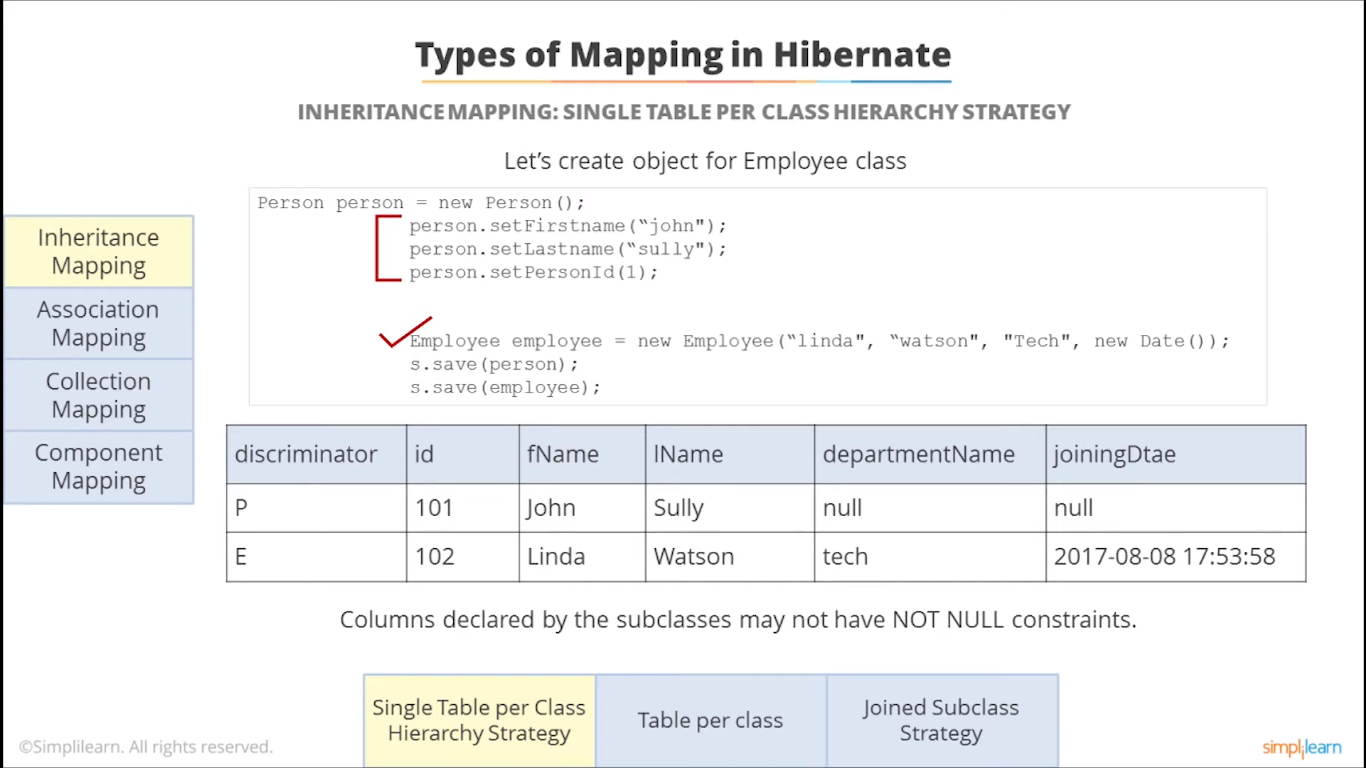 Types of Mapping in Hibernate
INHERITANCE MAPPING: SINGLE TABLE PER CLASS HIERARCHY STRATEGY
Let’s create object for Employee class
Person person = new Person();
person.setFirstname(“john");
person.setLastname(“sully");
person.setPersonId(1);
Employee employee = new Employee(“linda", “watson", "Tech", new Date());
s.save(person);
s.save(employee);
Inheritance
Mapping
Association
Mapping
Collection
Mapping
Component
Mapping
discriminator id fName lName departmentName joiningDtae
P 101 John Sully null null
E 102 Linda Watson tech 2017-08-08 17:53:58
Columns declared by the subclasses may not have NOT NULL constraints.
Single Table per Class
Hierarchy Strategy
Table per class
Joined Subclass
Strategy
©Simplilearn. All rights reserved.
simplilearn